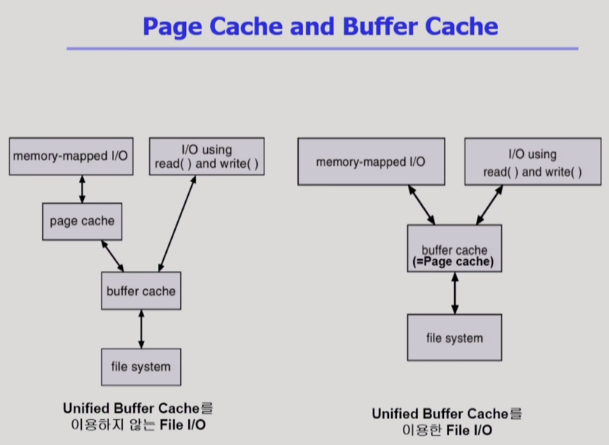 Page Cache and Buffer Cache
memory-mapped I/O
I/O using
read( ) and write( )
page cache
buffer cache
file system
Unified Buffer Cache를
이용하지 않는 File I/O
memory-mapped I/O
I/O using
read( ) and write( )
buffer cache
(=Page cache)
file system
Unified Buffer Cache를
이용한 File I/O